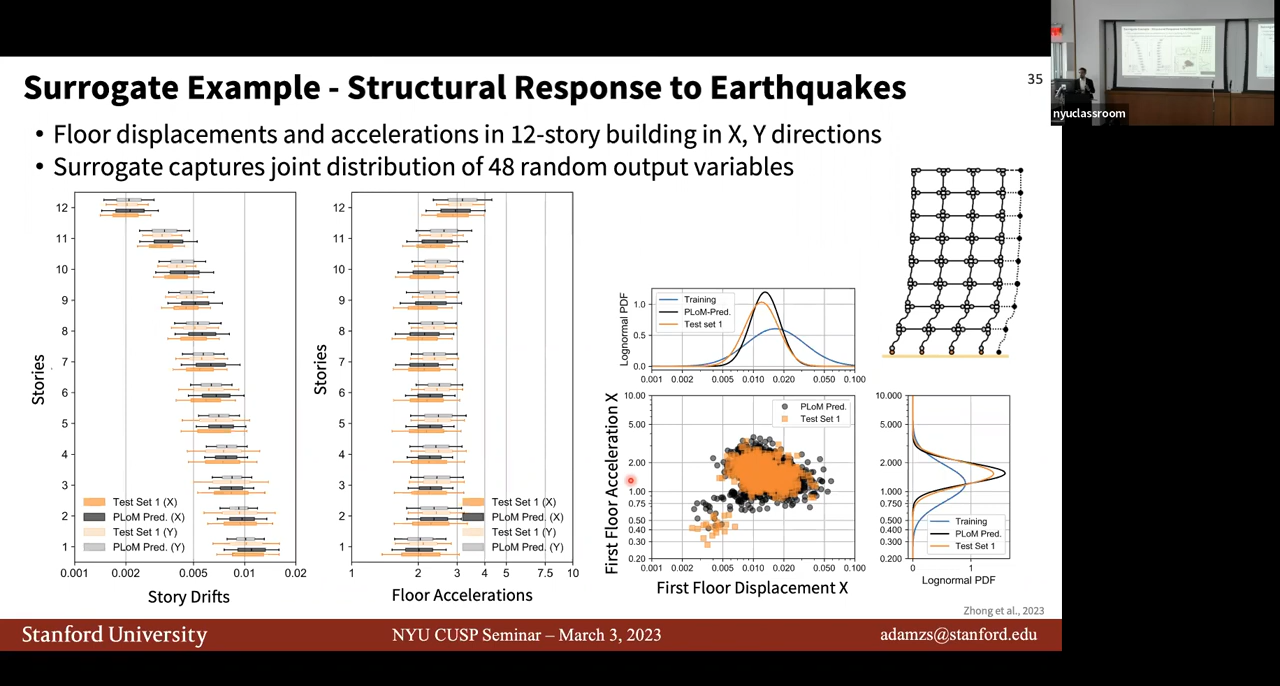 Surrogate Example - Structural Response to Earthquakes
35
nyuclassroom
• Floor displacements and accelerations in 12-story building in X, Y directions
• Surrogate captures joint distribution of 48 random output variables
12
11
10
9
8
7
6
5
4
3
2
1
Stories
Test Set 1 (X)
PLoM Pred. (X)
Test Set 1 (Y)
PLoM Pred. (Y)
0.001 0.002 0.005 0.01 0.02
Story Drifts
12
11
10
9
8
7
6
5
4
3
2
1
Stories
Test Set 1 (X)
PLoM Pred. (X)
Test Set 1 (Y)
PLoM Pred. (Y)
1 2 3 4 5 7.5 10
Floor Accelerations
Lognormal PDF
1.0
0.5
0.0
Training
PLoM-Pred.
Test set 1
0.001 0.002 0.005 0.010 0.020 0.050 0.100
First Floor Acceleration X
10.00
5.00
2.00
1.00
0.75
0.50
0.40
0.30
0.20
PLoM Pred.
Test Set 1
0.001 0.002 0.005 0.010 0.020 0.050 0.100
First Floor Displacement X
10.000
5.000
2.000
1.000
0.750
0.500
0.400
0.300
0.200
Training
PLoM Pred.
Test Set 1
0 1
Lognormal PDF
Zhong et al., 2023
Stanford University
NYU CUSP Seminar – March 3, 2023
adamzs@stanford.edu